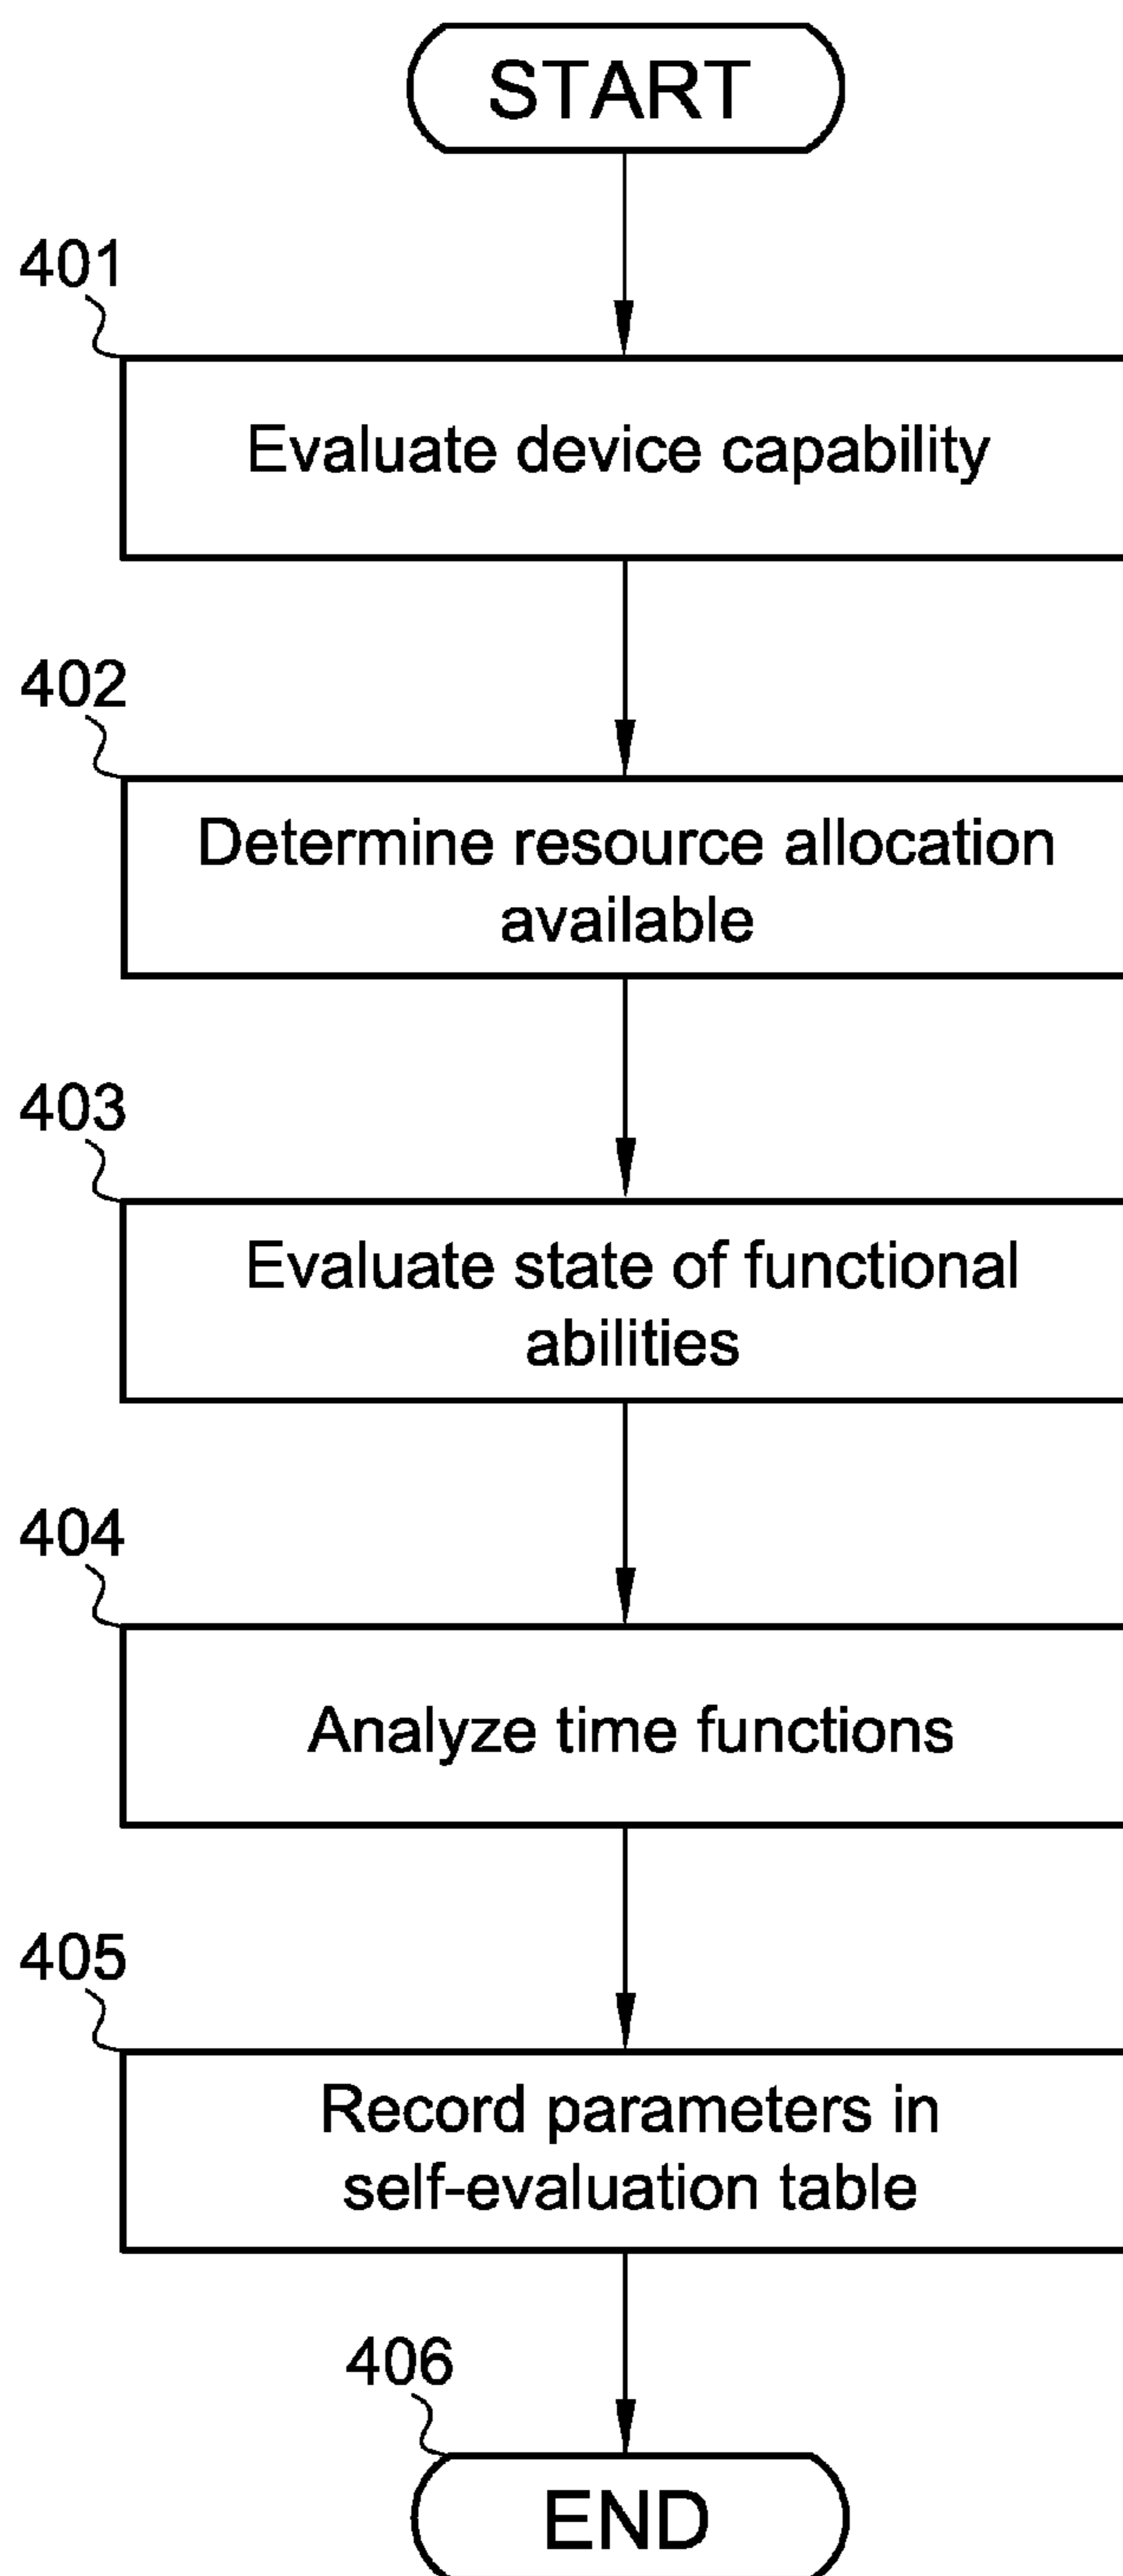 START
401
Evaluate device capability
402
Determine resource allocation
available
403
Evaluate state of functional
abilities
404
Analyze time functions
405
Record parameters in
self-evaluation table
406
END